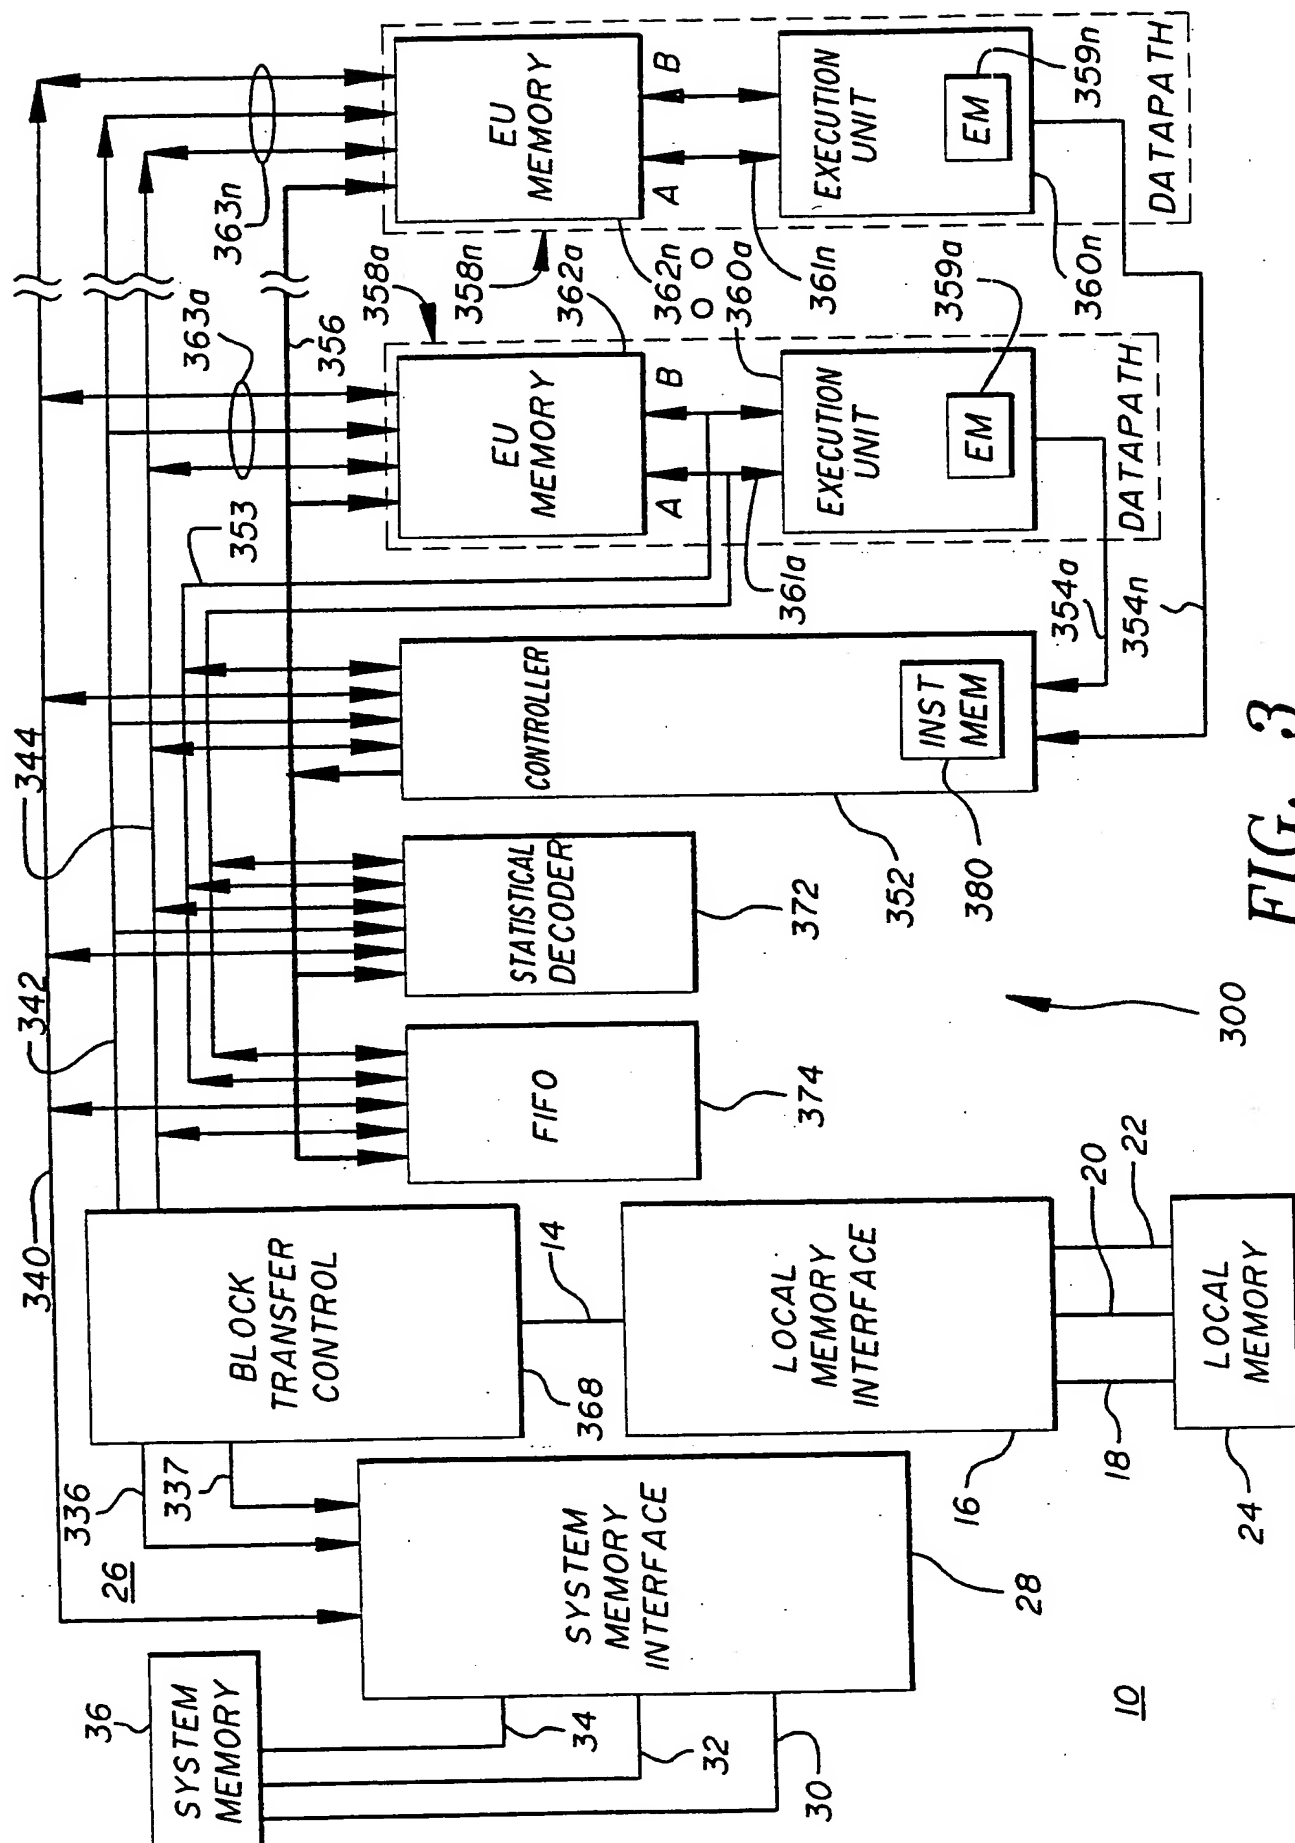 36
SYSTEM
MEMORY
34
32
30
10
340
26
336
337
SYSTEM
MEMORY
INTERFACE
28
342
344
BLOCK
TRANSFER
CONTROL
368
14
LOCAL
MEMORY
INTERFACE
16
18
20
22
LOCAL
MEMORY
24
FIFO
374
STATISTICAL
DECODER
372
300
CONTROLLER
INST
MEM
352
380
353
356
363a
358a
EU
MEMORY
362a
A
B
361a
360a
EXECUTION
UNIT
EM
359a
DATAPATH
354a
354n
363n
358n
EU
MEMORY
362n
A
B
361n
EXECUTION
UNIT
EM
359n
360n
DATAPATH
FIG. 3